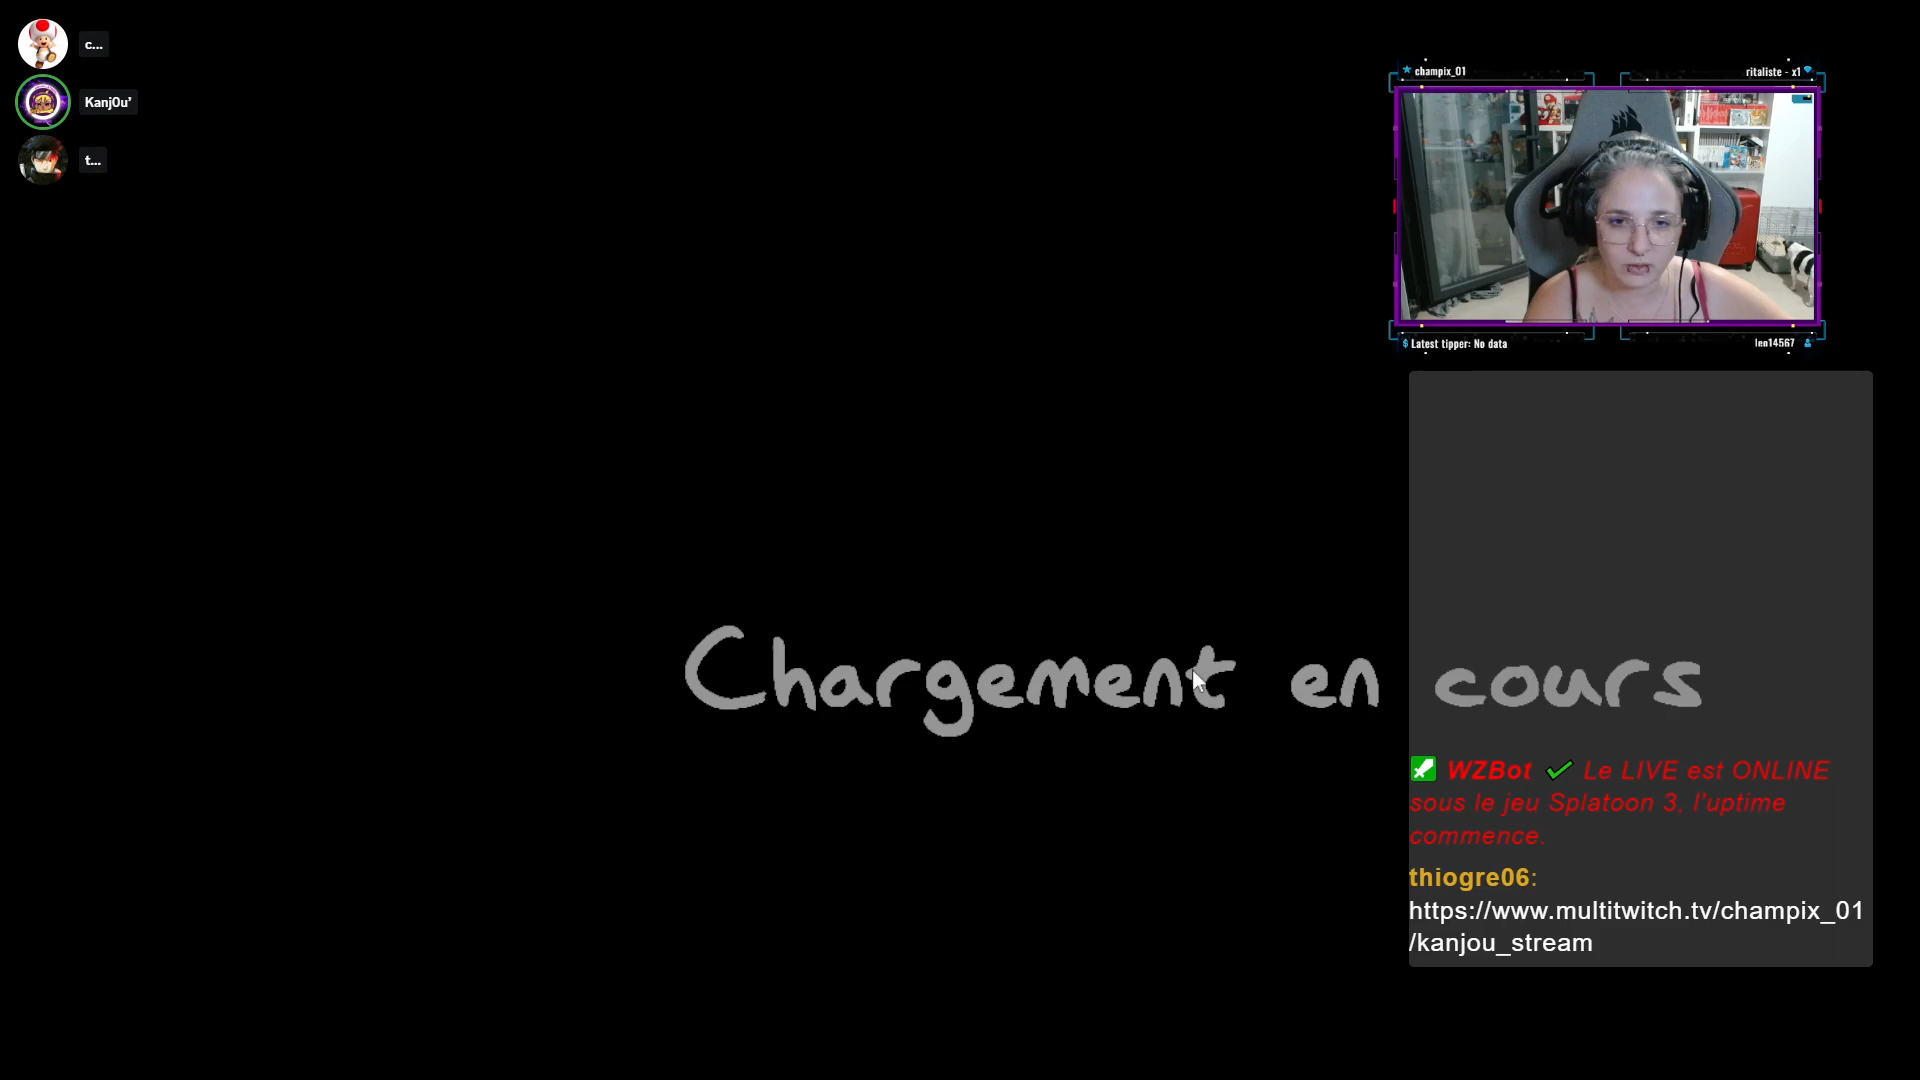 c...
KanjOu'
t...
champix_01
ritaliste - x1
Latest tipper: No data
len14567
Chargement en cours
WZBot ✓ Le LIVE est ONLINE
sous le jeu Splatoon 3, l'uptime
commence.
thiogre06:
https://www.multitwitch.tv/champix_01
/kanjou_stream